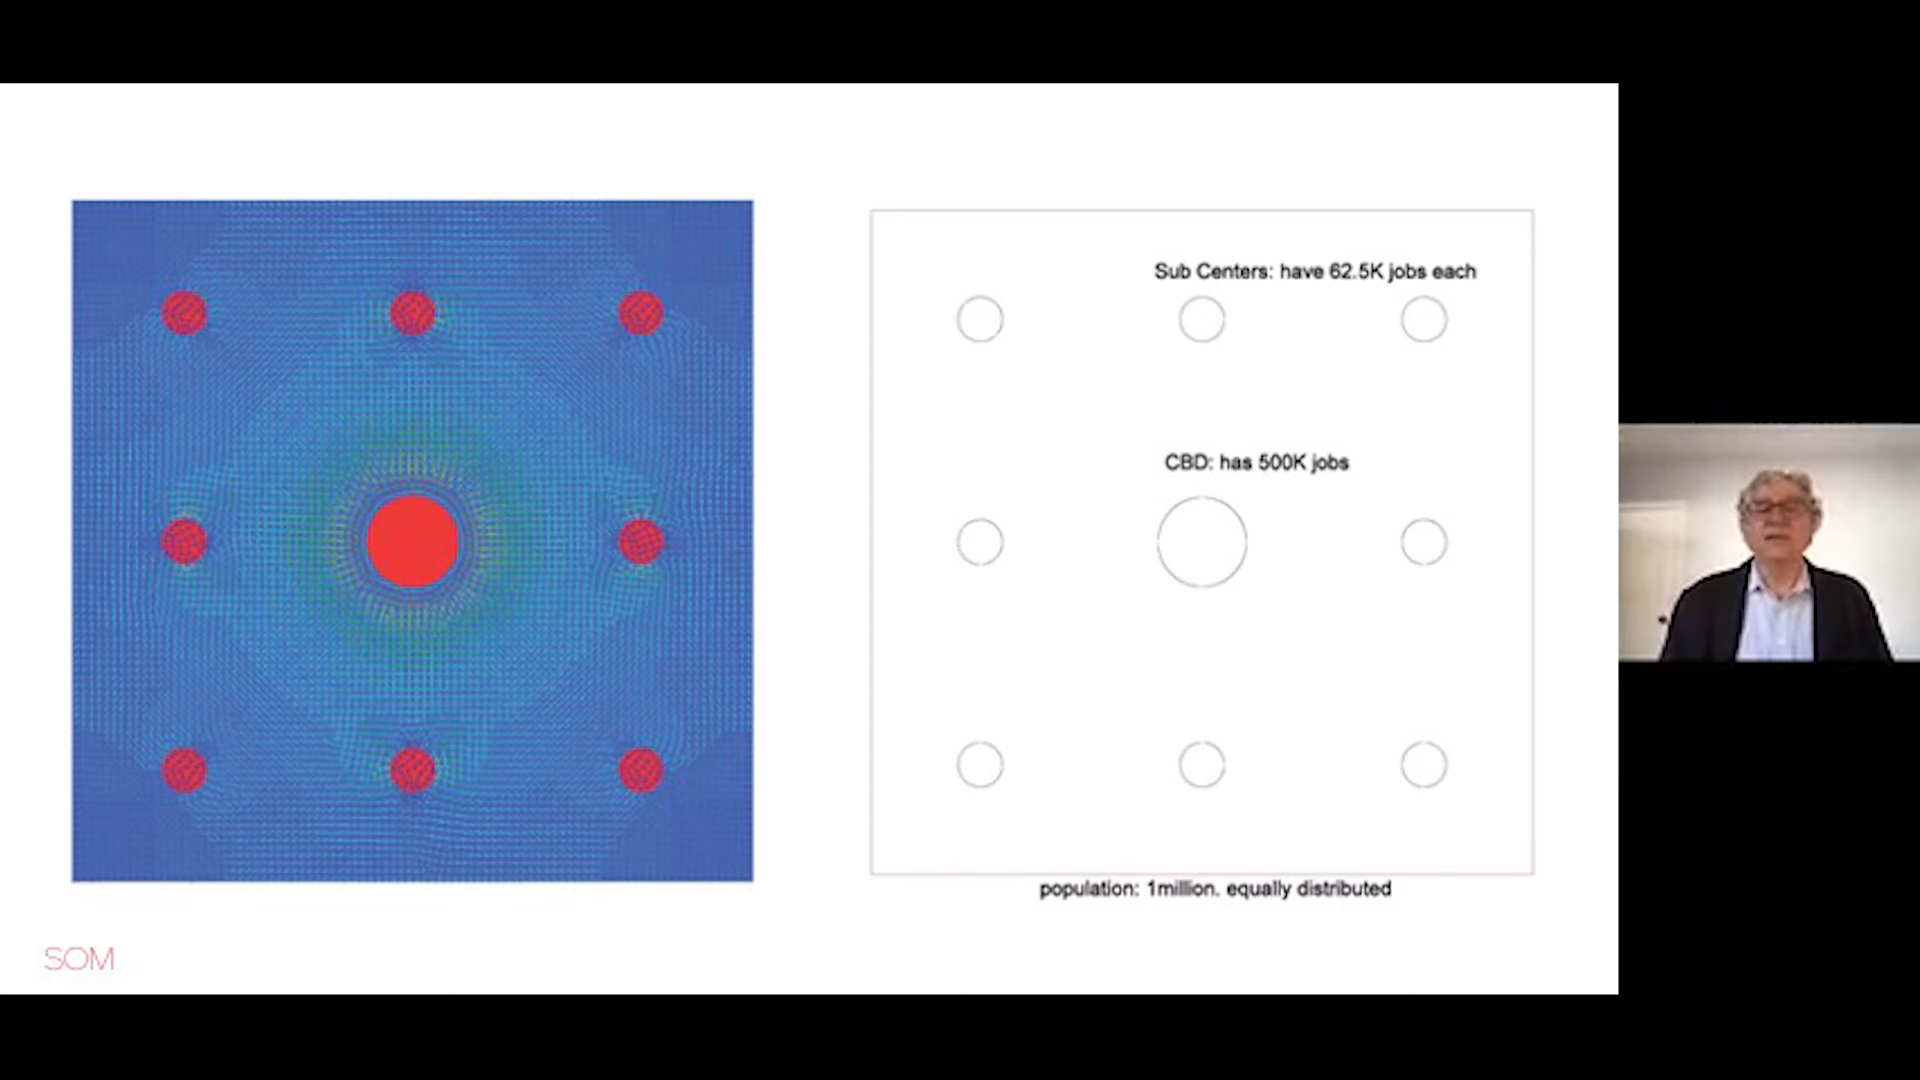 Sub Centers: have 62.5K jobs each
CBD: has 500K jobs
population: 1million. equally distributed
SOM